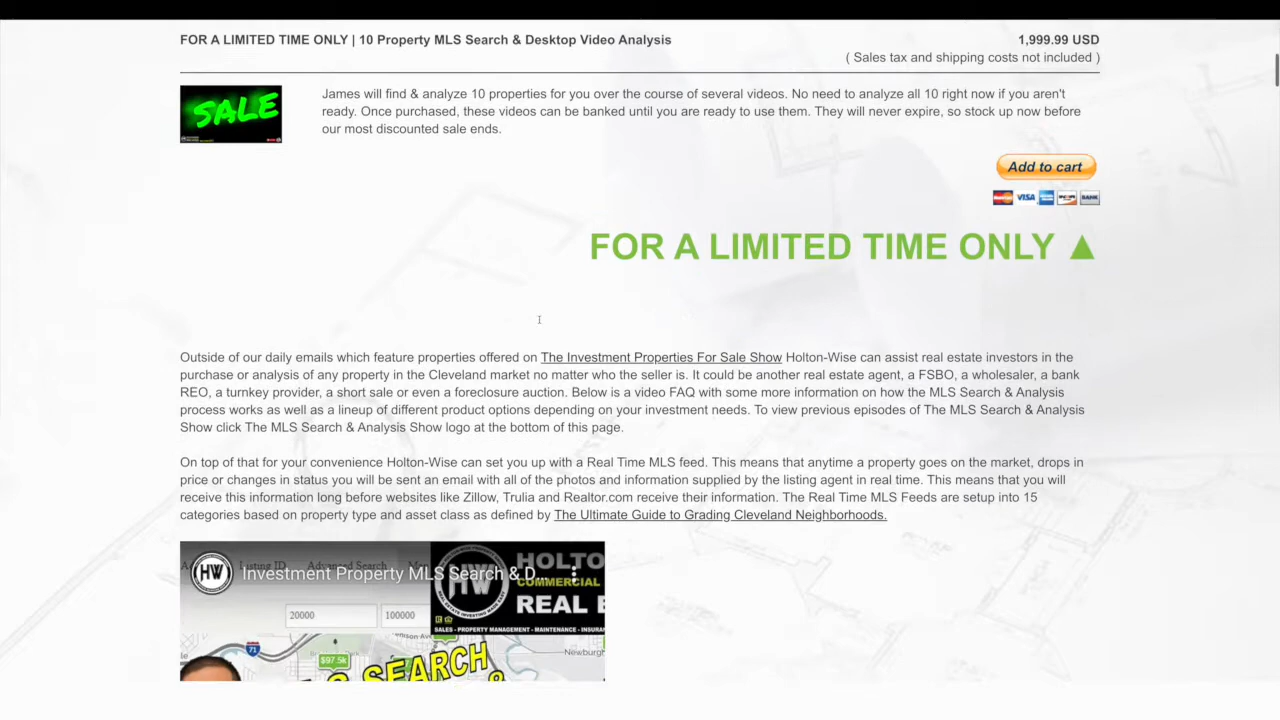 FOR A LIMITED TIME ONLY | 10 Property MLS Search & Desktop Video Analysis
1,999.99 USD
( Sales tax and shipping costs not included )
SALE
James will find & analyze 10 properties for you over the course of several videos. No need to analyze all 10 right now if you aren't
ready. Once purchased, these videos can be banked until you are ready to use them. They will never expire, so stock up now before
our most discounted sale ends.
Add to cart
VISA
BANK
FOR A LIMITED TIME ONLY ▲
Outside of our daily emails which feature properties offered on The Investment Properties For Sale Show Holton-Wise can assist real estate investors in the
purchase or analysis of any property in the Cleveland market no matter who the seller is. It could be another real estate agent, a FSBO, a wholesaler, a bank
REO, a turnkey provider, a short sale or even a foreclosure auction. Below is a video FAQ with some more information on how the MLS Search & Analysis
process works as well as a lineup of different product options depending on your investment needs. To view previous episodes of The MLS Search & Analysis
Show click The MLS Search & Analysis Show logo at the bottom of this page.
On top of that for your convenience Holton-Wise can set you up with a Real Time MLS feed. This means that anytime a property goes on the market, drops in
price or changes in status you will be sent an email with all of the photos and information supplied by the listing agent in real time. This means that you will
receive this information long before websites like Zillow, Trulia and Realtor.com receive their information. The Real Time MLS Feeds are setup into 15
categories based on property type and asset class as defined by The Ultimate Guide to Grading Cleveland Neighborhoods.
Listing ID Advanced Search
HW Investment Property MLS Search & D...
HW
HOLTO
COMMERCIAL
REAL E
20000 100000
SALES - PROPERTY MANAGEMENT - MAINTENANCE - INSURA
71
$97.5k
Newburgh
SEARCH
&